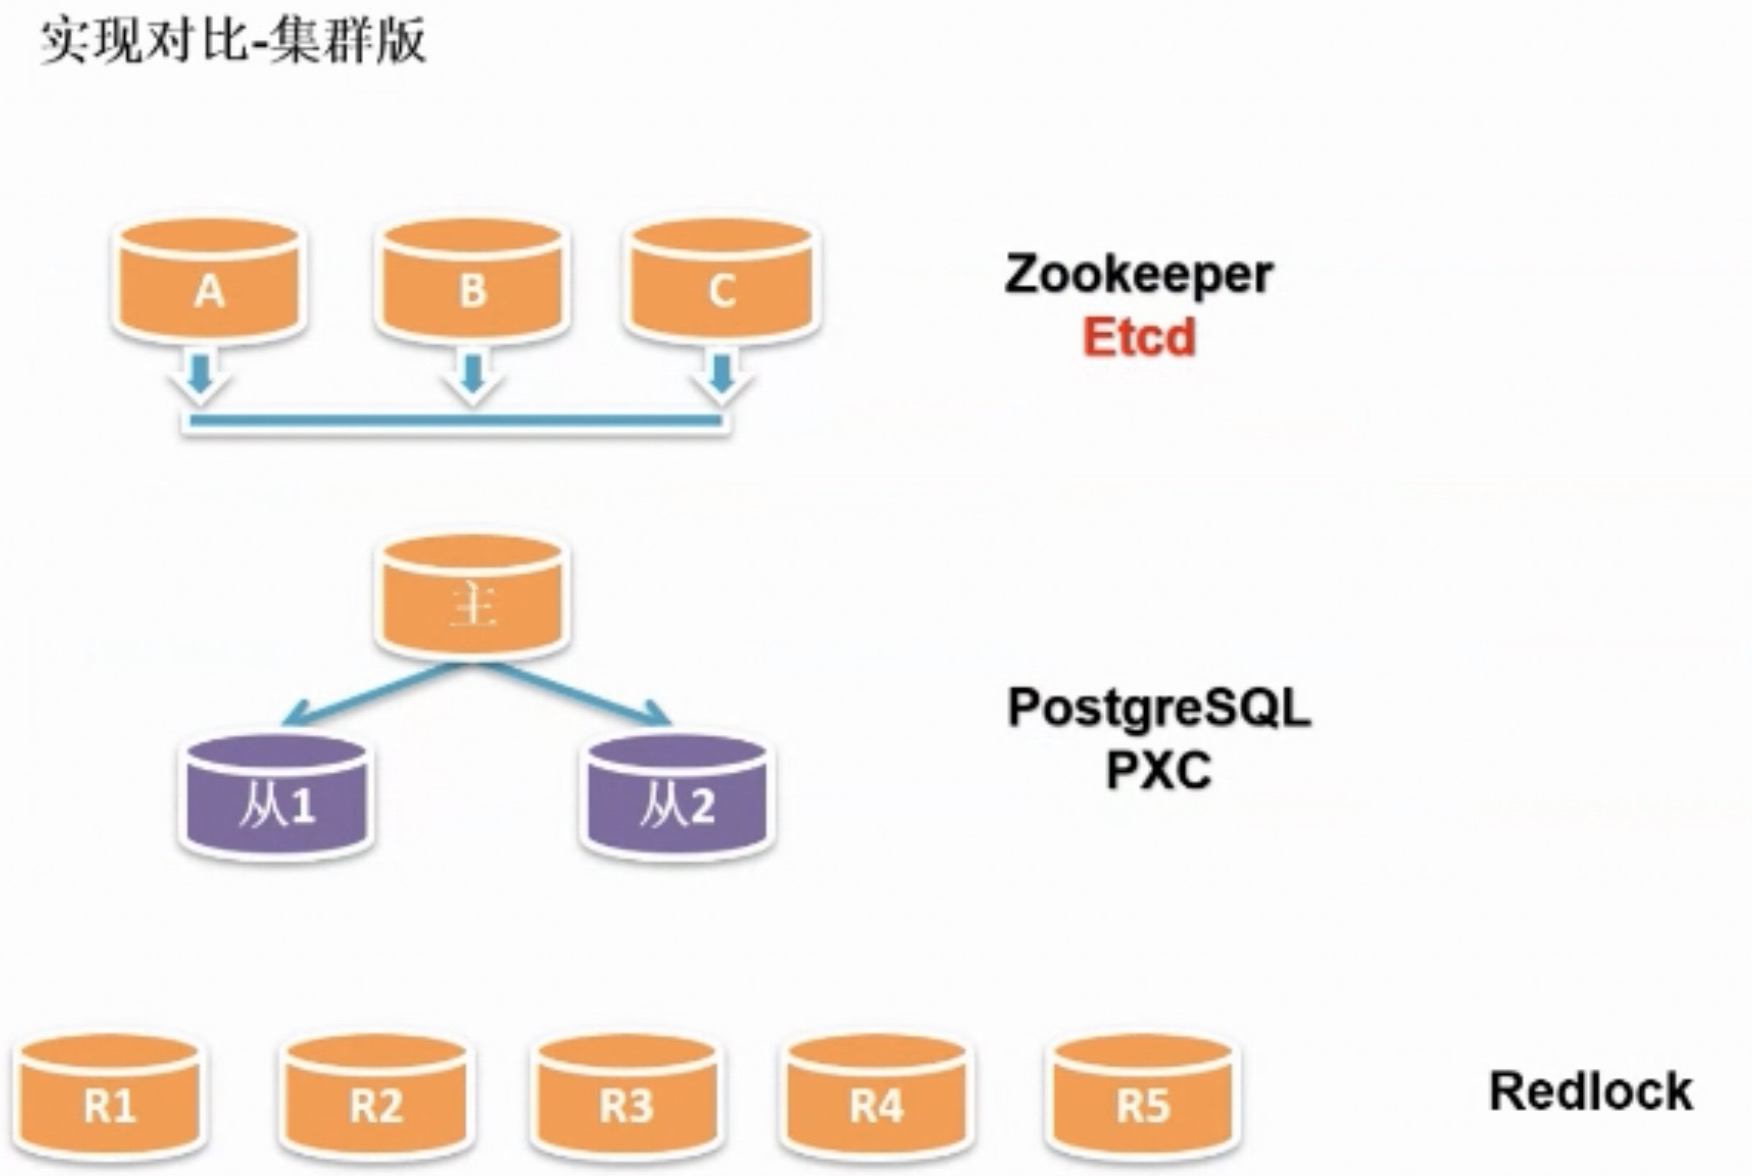 实现对比-集群版
A B C
Zookeeper
Etcd
主
PostgreSQL
PXC
从1 从2
R1 R2 R3 R4 R5
Redlock